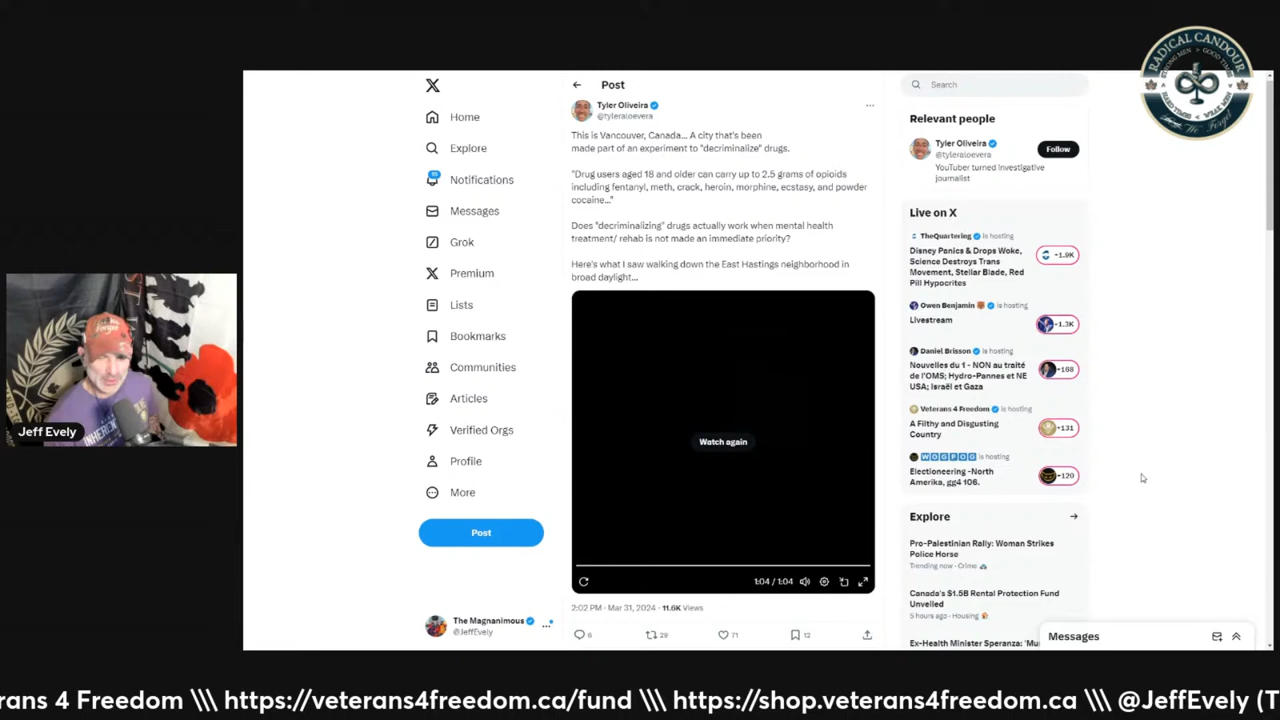 RADICAL CANDOUR
STRONG MEN > GOOD TIMES
HARD TIMES < WEAK MEN
X
Home
Explore
Notifications
Messages
Grok
Premium
Lists
Bookmarks
Communities
Articles
Verified Orgs
Profile
More
Post
The Magnanimous
@JeffEvely
Jeff Evely
Post
Tyler Oliveira
@tyleraloevera
This is Vancouver, Canada... A city that's been
made part of an experiment to "decriminalize" drugs.
"Drug users aged 18 and older can carry up to 2.5 grams of opioids
including fentanyl, meth, crack, heroin, morphine, ecstasy, and powder
cocaine..."
Does "decriminalizing" drugs actually work when mental health
treatment/ rehab is not made an immediate priority?
Here's what I saw walking down the East Hastings neighborhood in
broad daylight...
Watch again
1:04 / 1:04
2:02 PM · Mar 31, 2024 · 11.6K Views
6
29
71
12
Search
Relevant people
Tyler Oliveira
@tyleraloevera
Follow
YouTuber turned investigative
journalist
Live on X
TheQuartering is hosting
Disney Panics & Drops Woke,
Science Destroys Trans
Movement, Stellar Blade, Red
Pill Hypocrites
+1.9K
Owen Benjamin is hosting
Livestream
+1.3K
Daniel Brisson is hosting
Nouvelles du 1 - NON au traité
de l'OMS; Hydro-Pannes et NE
USA; Israël et Gaza
+168
Veterans 4 Freedom is hosting
A Filthy and Disgusting
Country
+131
WOGPOG is hosting
Electioneering -North
Amerika, gg4 106.
+120
Explore
Pro-Palestinian Rally: Woman Strikes
Police Horse
Trending now · Crime
Canada's $1.5B Rental Protection Fund
Unveiled
5 hours ago · Housing
Ex-Health Minister Speranza: 'Mu
Messages
rans 4 Freedom \\\ https://veterans4freedom.ca/fund \\\ https://shop.veterans4freedom.ca \\\ @JeffEvely (T